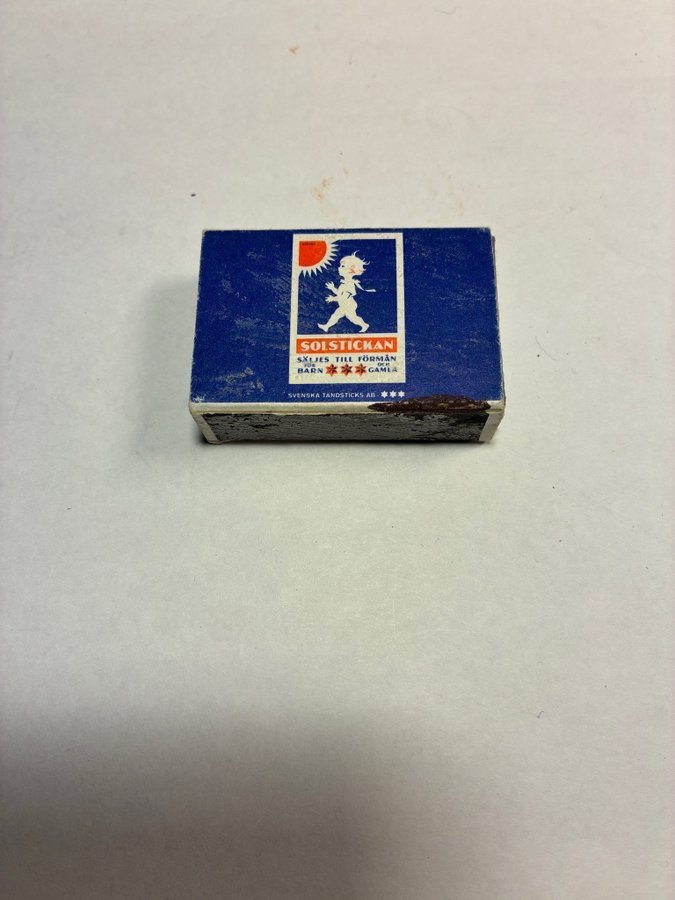 SOLSTICKAN
SÄLJES TILL FÖRMÅN
FÖR BARN *** OCH GAMLA
SVENSKA TÄNDSTICKS AB ***